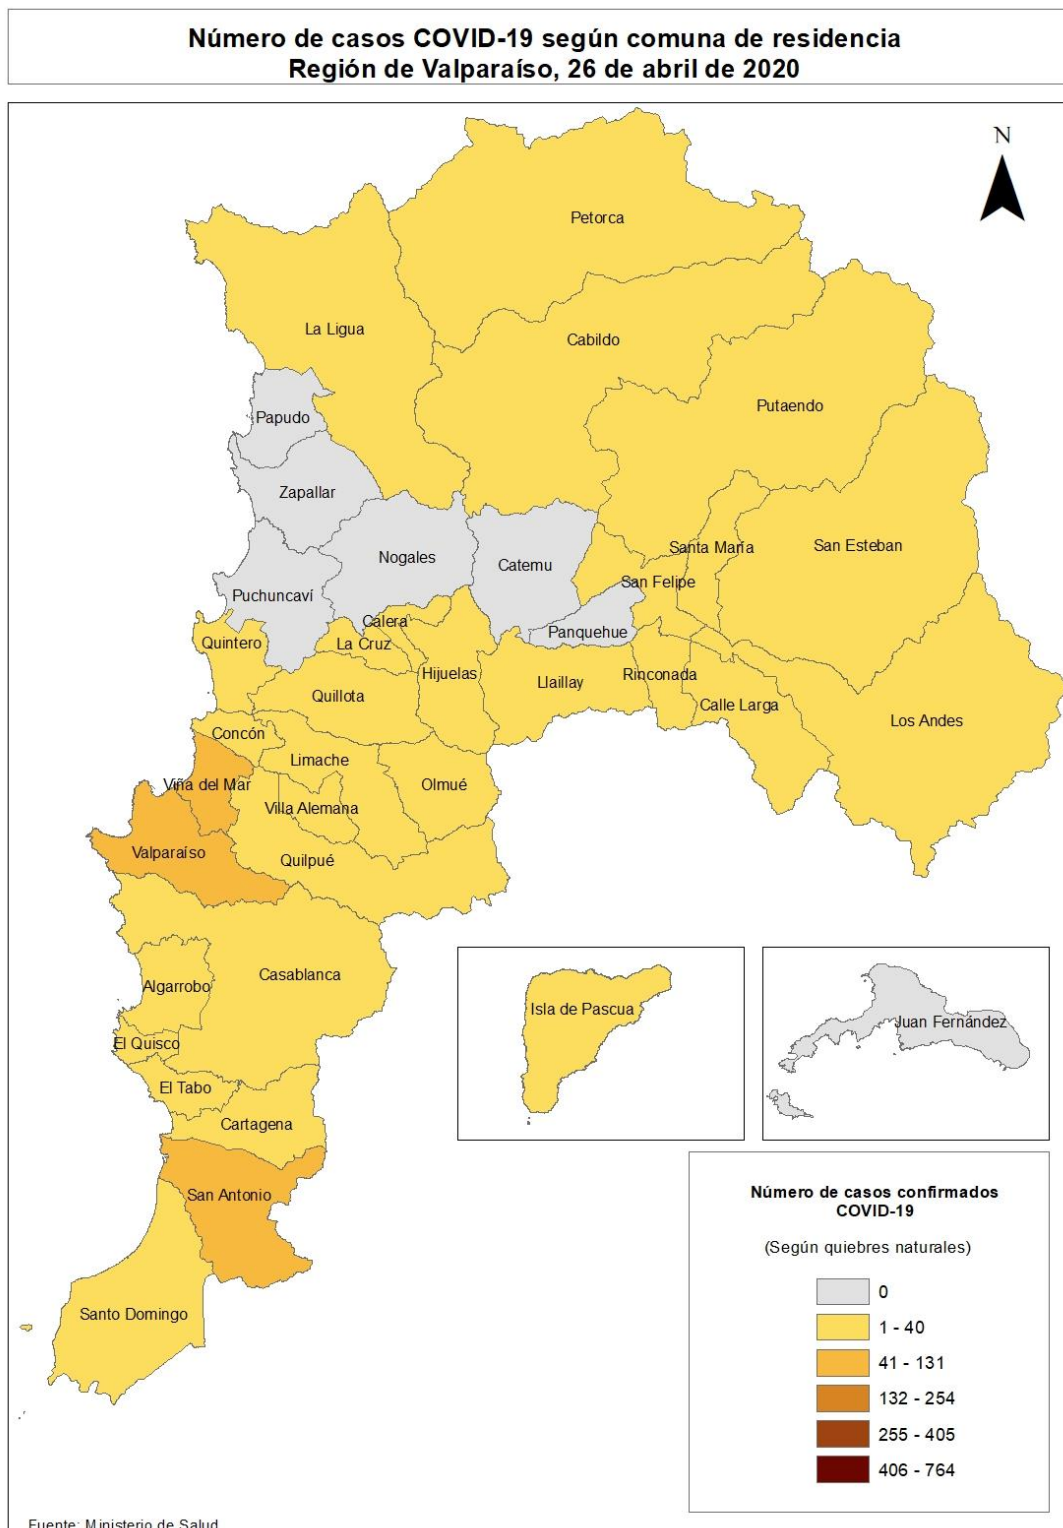 Número de casos COVID-19 según comuna de residencia
Región de Valparaíso, 26 de abril de 2020
N
Petorca
La Ligua
Cabildo
Papudo
Putaendo
Zapallar
Nogales
Catemu
Santa María
San Esteban
San Felipe
Puchuncaví
Calera
Panquehue
Quintero
La Cruz
Hijuelas
Llaillay
Rinconada
Quillota
Calle Larga
Los Andes
Concón
Limache
Viña del Mar
Olmué
Villa Alemana
Valparaíso
Quilpué
Casablanca
Algarrobo
Isla de Pascua
Juan Fernández
El Quisco
El Tabo
Cartagena
San Antonio
Santo Domingo
Número de casos confirmados
COVID-19
(Según quiebres naturales)
0
1 - 40
41 - 131
132 - 254
255 - 405
406 - 764
Fuente: Ministerio de Salud